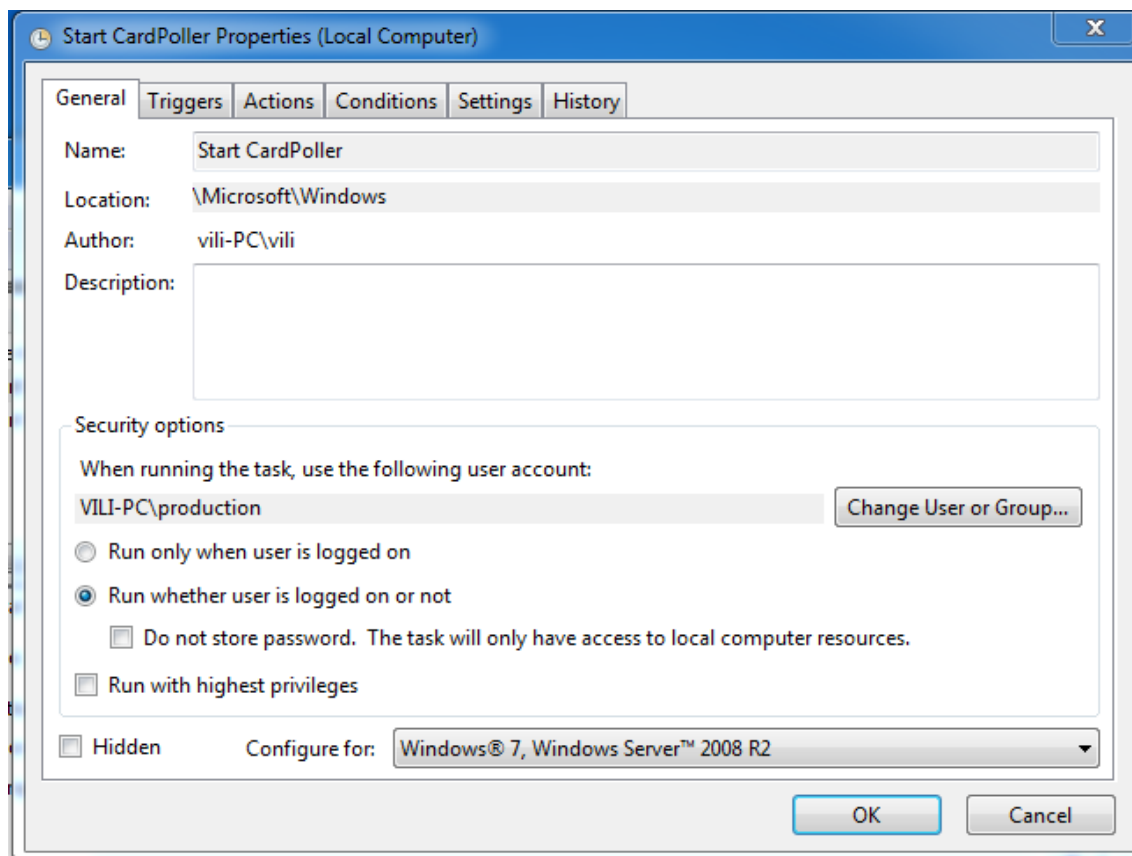 Start CardPoller Properties (Local Computer)
General Triggers Actions Conditions Settings History
Name: Start CardPoller
Location: \Microsoft\Windows
Author: vili-PC\vili
Description:
Security options
When running the task, use the following user account:
VILI-PC\production Change User or Group...
Run only when user is logged on
Run whether user is logged on or not
Do not store password. The task will only have access to local computer resources.
Run with highest privileges
Hidden Configure for: Windows® 7, Windows Server™ 2008 R2
OK Cancel